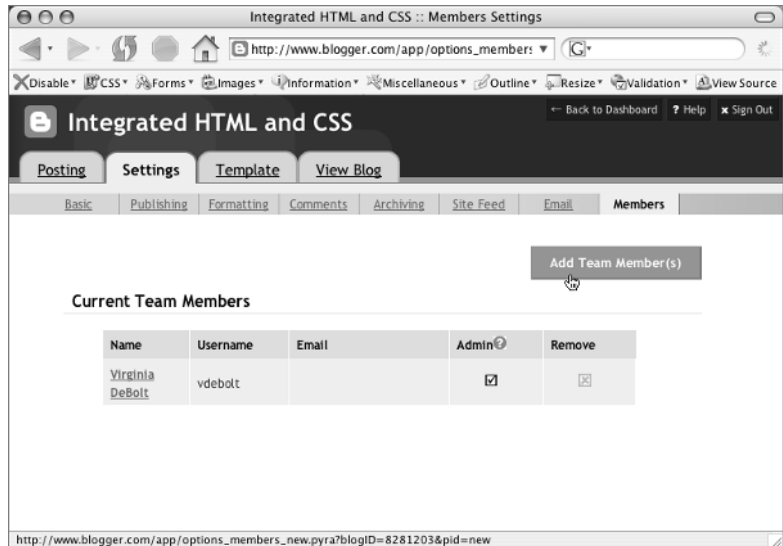 Integrated HTML and CSS :: Members Settings
http://www.blogger.com/app/options_members
Disable CSS Forms Images Information Miscellaneous Outline Resize Validation View Source
Integrated HTML and CSS
← Back to Dashboard ? Help x Sign Out
Posting Settings Template View Blog
Basic Publishing Formatting Comments Archiving Site Feed Email Members
Add Team Member(s)
Current Team Members
Name Username Email Admin? Remove
Virginia
DeBolt vdebolt
http://www.blogger.com/app/options_members_new.pyra?blogID=8281203&pid=new